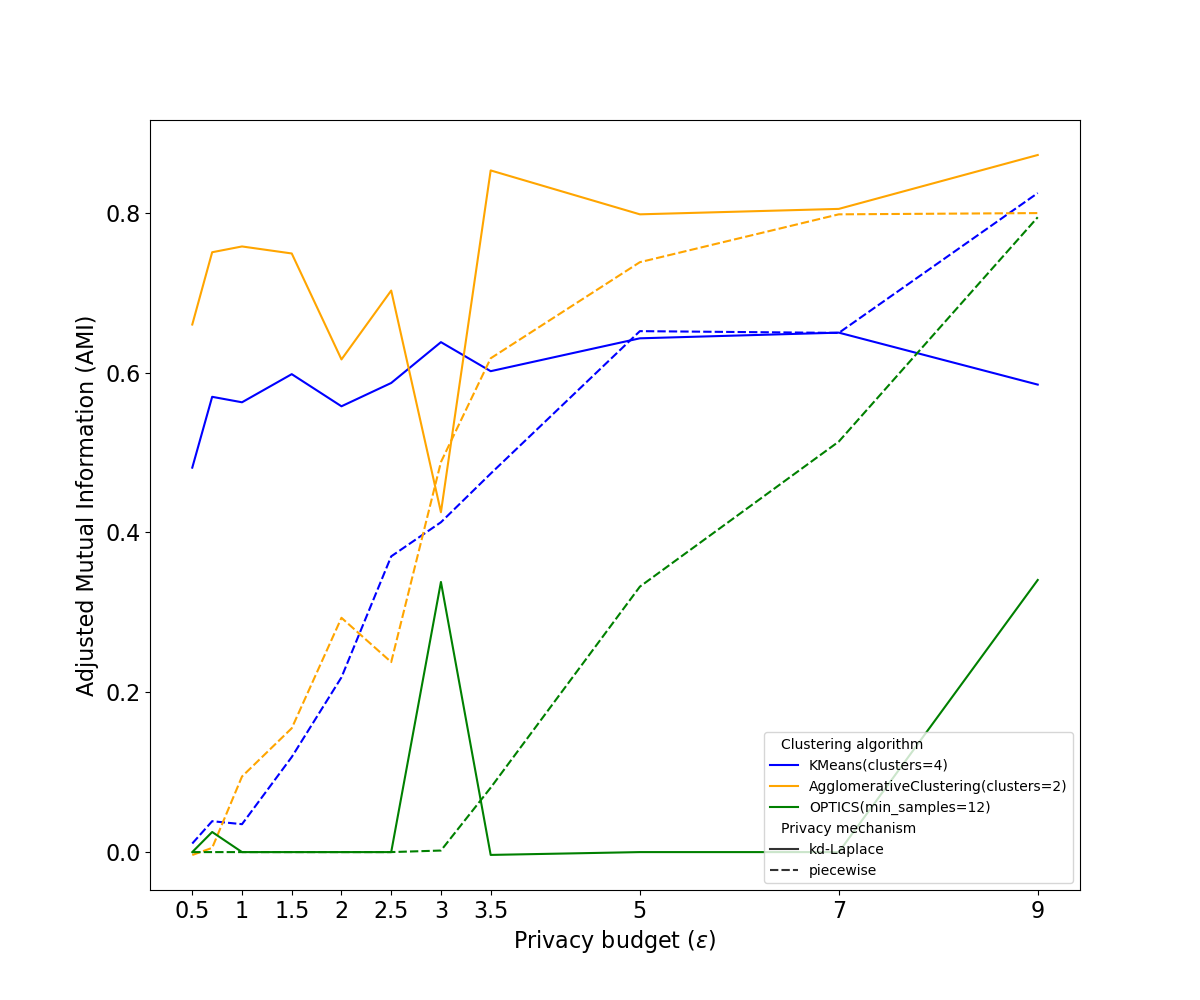 Adjusted Mutual Information (AMI)
0.8
0.6
0.4
0.2
0.0
0.5 1 1.5 2 2.5 3 3.5 5 7 9
Privacy budget (ε)
Clustering algorithm
KMeans(clusters=4)
AgglomerativeClustering(clusters=2)
OPTICS(min_samples=12)
Privacy mechanism
kd-Laplace
piecewise